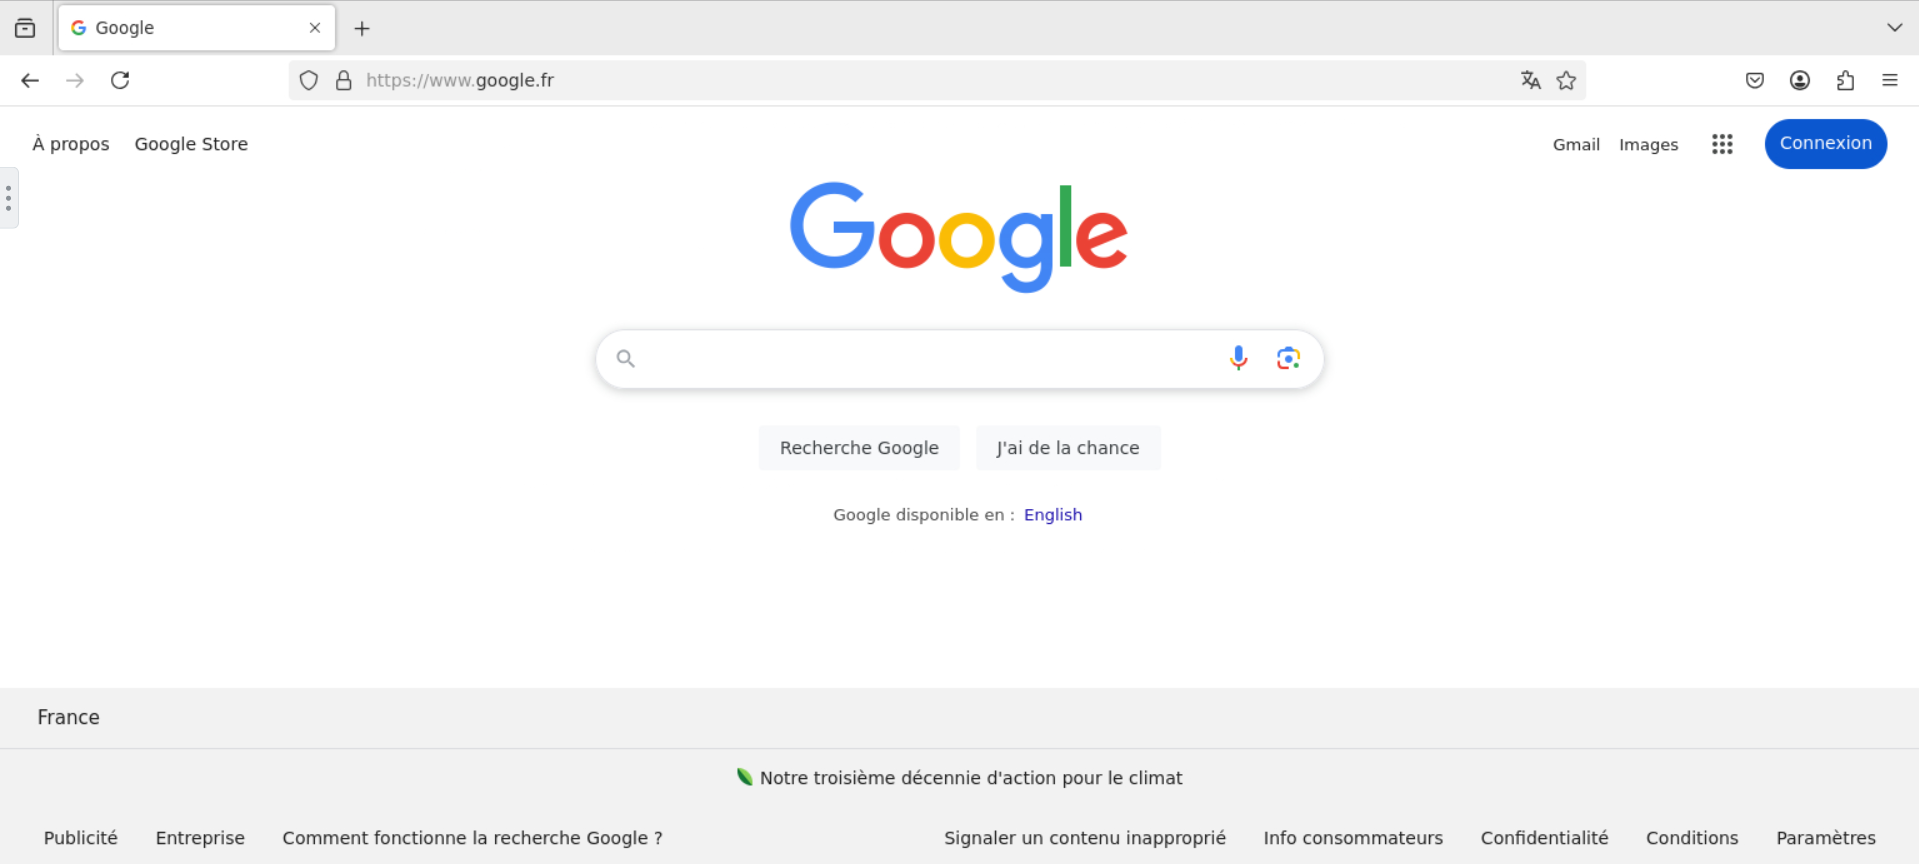 Google
https://www.google.fr
À propos Google Store Gmail Images Connexion
Google
Recherche Google J'ai de la chance
Google disponible en : English
France
Notre troisième décennie d'action pour le climat
Publicité Entreprise Comment fonctionne la recherche Google ? Signaler un contenu inapproprié Info consommateurs Confidentialité Conditions Paramètres